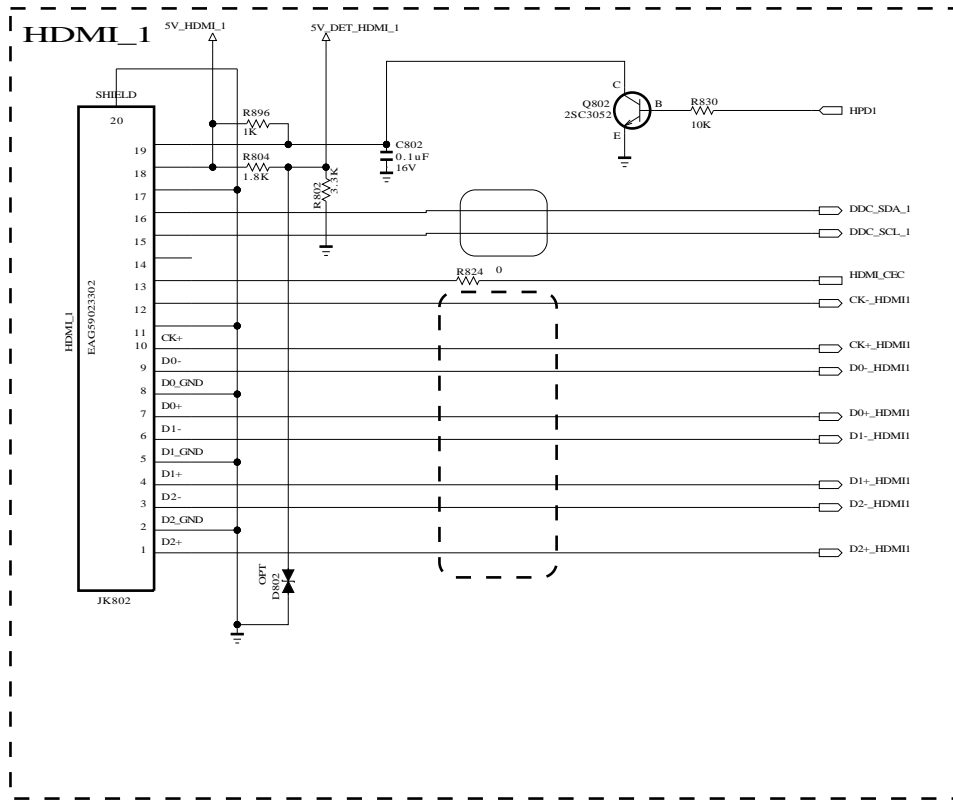 HDMI_1
5V_HDMI_1
5V_DET_HDMI_1
SHIELD
20
R896
1K
C
Q802
2SC3052
B
E
R830
10K
HPD1
19
C802
0.1uF
16V
R804
1.8K
18
R802
3.3K
17
16
DDC_SDA_1
15
DDC_SCL_1
14
R824
0
13
HDMI_CEC
12
CK-_HDMI1
HDMI_1
EAG59023302
11
CK+
10
CK+_HDMI1
D0-
9
D0-_HDMI1
D0_GND
8
D0+
7
D0+_HDMI1
D1-
6
D1-_HDMI1
D1_GND
5
D1+
4
D1+_HDMI1
D2-
3
D2-_HDMI1
D2_GND
2
D2+
1
D2+_HDMI1
OPT
D802
JK802